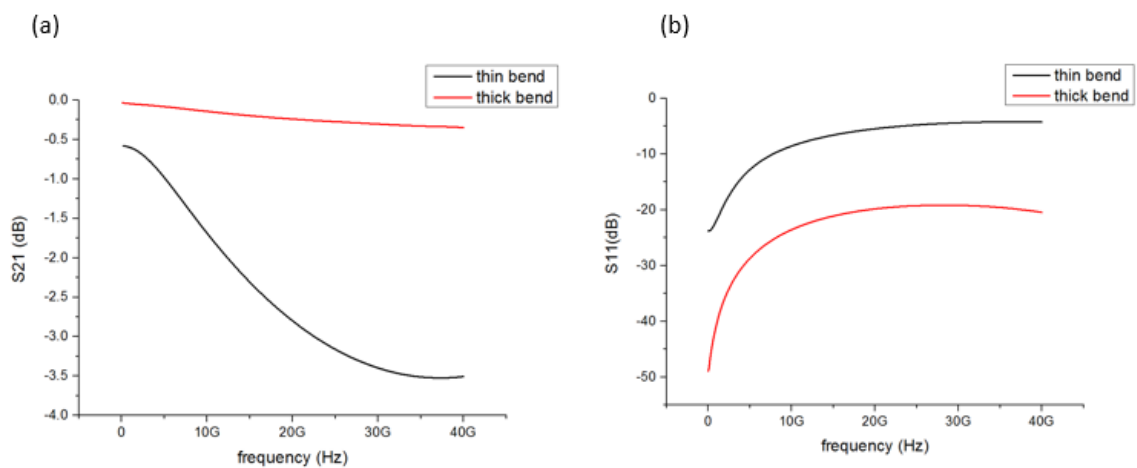 (a)
thin bend
thick bend
0.0
-0.5
-1.0
-1.5
-2.0
-2.5
-3.0
-3.5
-4.0
S21 (dB)
0 10G 20G 30G 40G
frequency (Hz)
(b)
thin bend
thick bend
0
-10
-20
-30
-40
-50
S11(dB)
0 10G 20G 30G 40G
frequency (Hz)